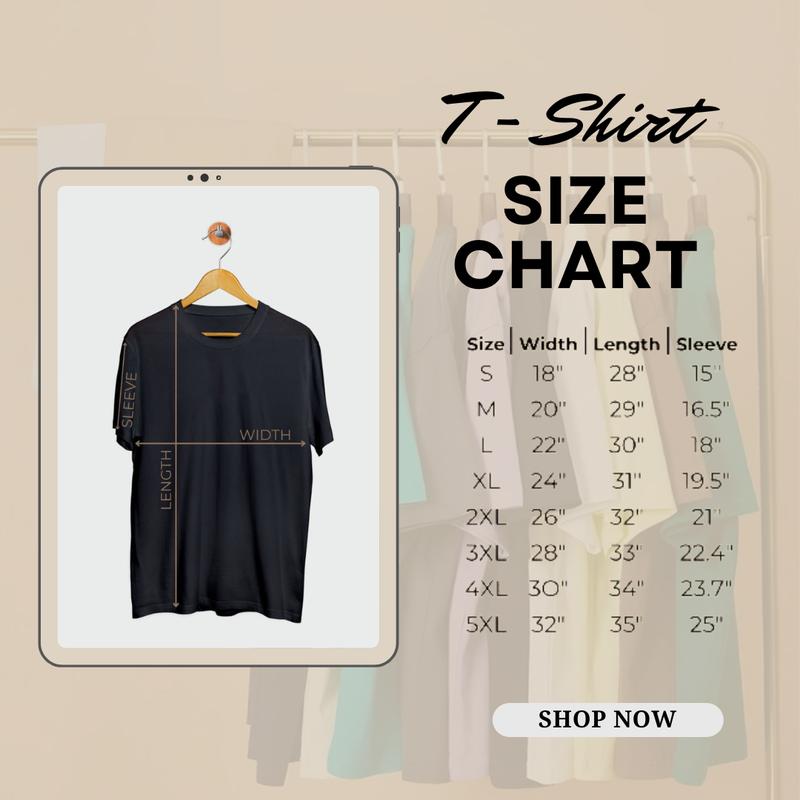 T - Shirt
SIZE
CHART
Size | Width | Length | Sleeve
S 18" 28" 15"
M 20" 29" 16.5"
L 22" 30" 18"
XL 24" 31" 19.5"
2XL 26" 32" 21"
3XL 28" 33" 22.4"
4XL 30" 34" 23.7"
5XL 32" 35" 25"
SHOP NOW
SLEEVE
WIDTH
LENGTH